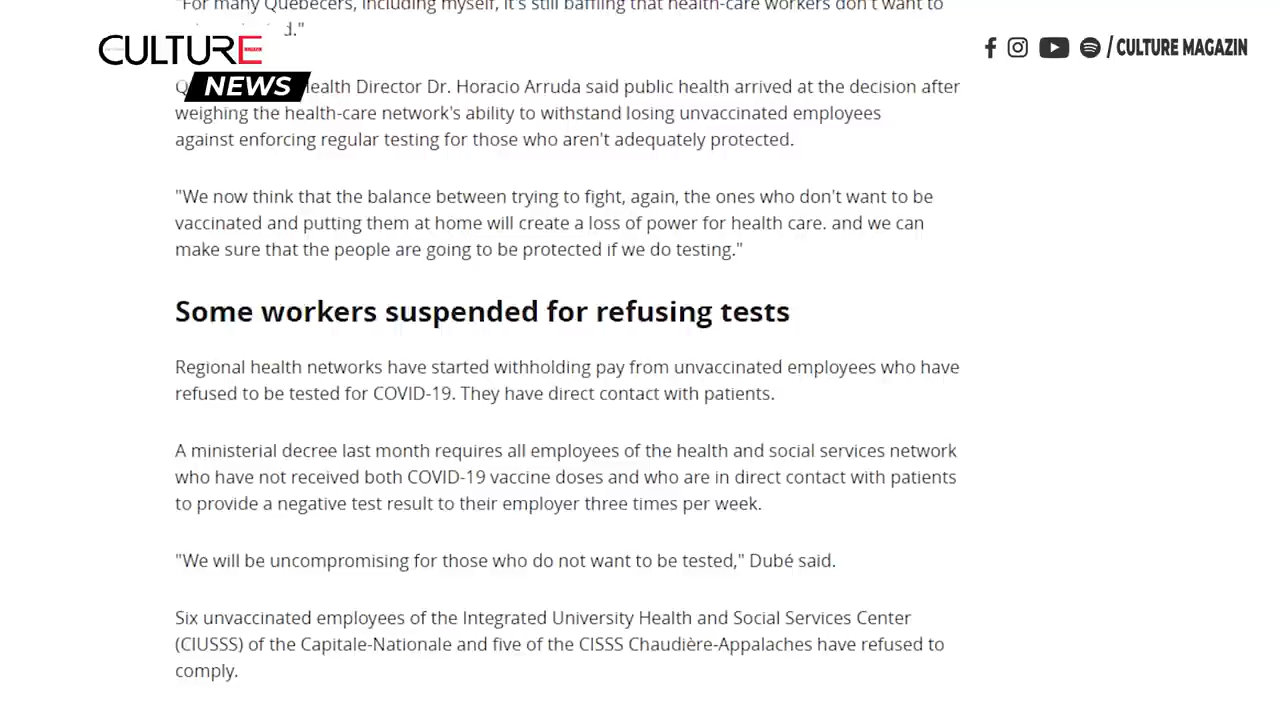 "For many Quebecers, including myself, it's still baffling that health-care workers don't want to
d."
CULTURE
NEWS
/ CULTURE MAGAZIN
Health Director Dr. Horacio Arruda said public health arrived at the decision after
weighing the health-care network's ability to withstand losing unvaccinated employees
against enforcing regular testing for those who aren't adequately protected.
"We now think that the balance between trying to fight, again, the ones who don't want to be
vaccinated and putting them at home will create a loss of power for health care. and we can
make sure that the people are going to be protected if we do testing."
Some workers suspended for refusing tests
Regional health networks have started withholding pay from unvaccinated employees who have
refused to be tested for COVID-19. They have direct contact with patients.
A ministerial decree last month requires all employees of the health and social services network
who have not received both COVID-19 vaccine doses and who are in direct contact with patients
to provide a negative test result to their employer three times per week.
"We will be uncompromising for those who do not want to be tested," Dubé said.
Six unvaccinated employees of the Integrated University Health and Social Services Center
(CIUSSS) of the Capitale-Nationale and five of the CISSS Chaudière-Appalaches have refused to
comply.